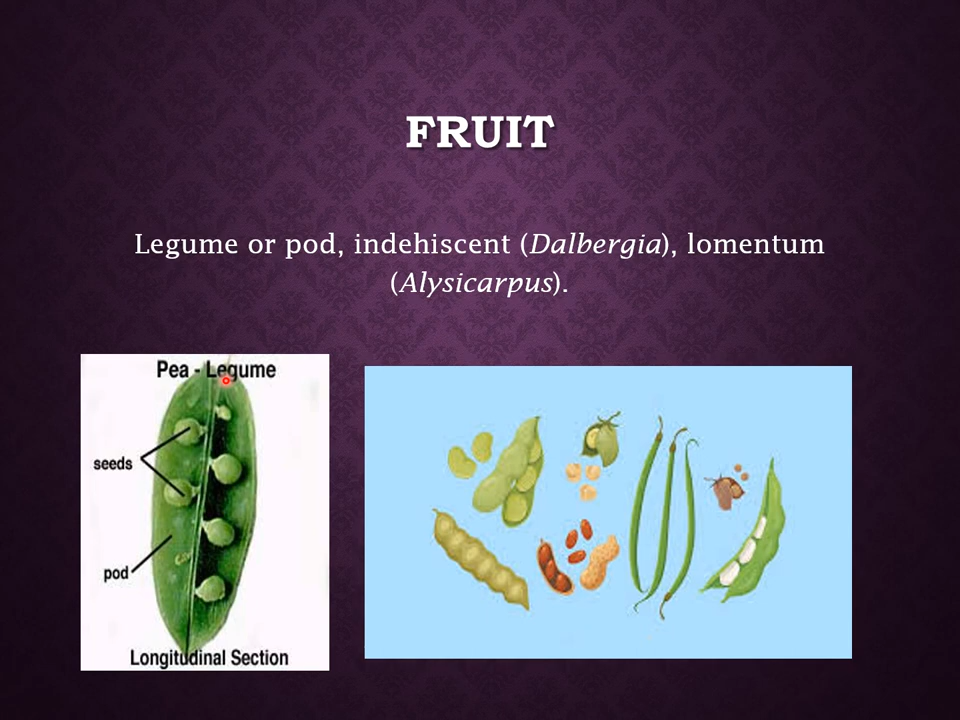 FRUIT
Legume or pod, indehiscent (Dalbergia), lomentum
(Alysicarpus).
Pea - Legume
seeds
pod
Longitudinal Section